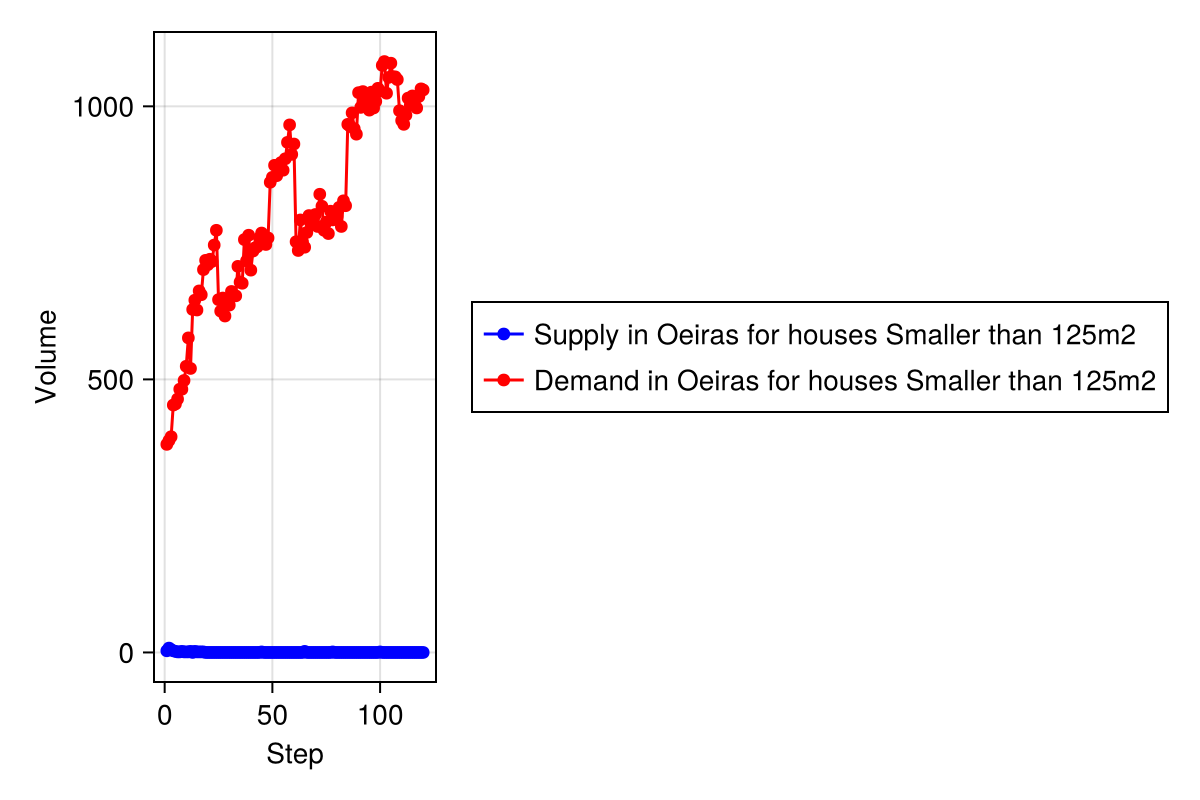 1000
500
0
Volume
0 50 100
Step
Supply in Oeiras for houses Smaller than 125m2
Demand in Oeiras for houses Smaller than 125m2